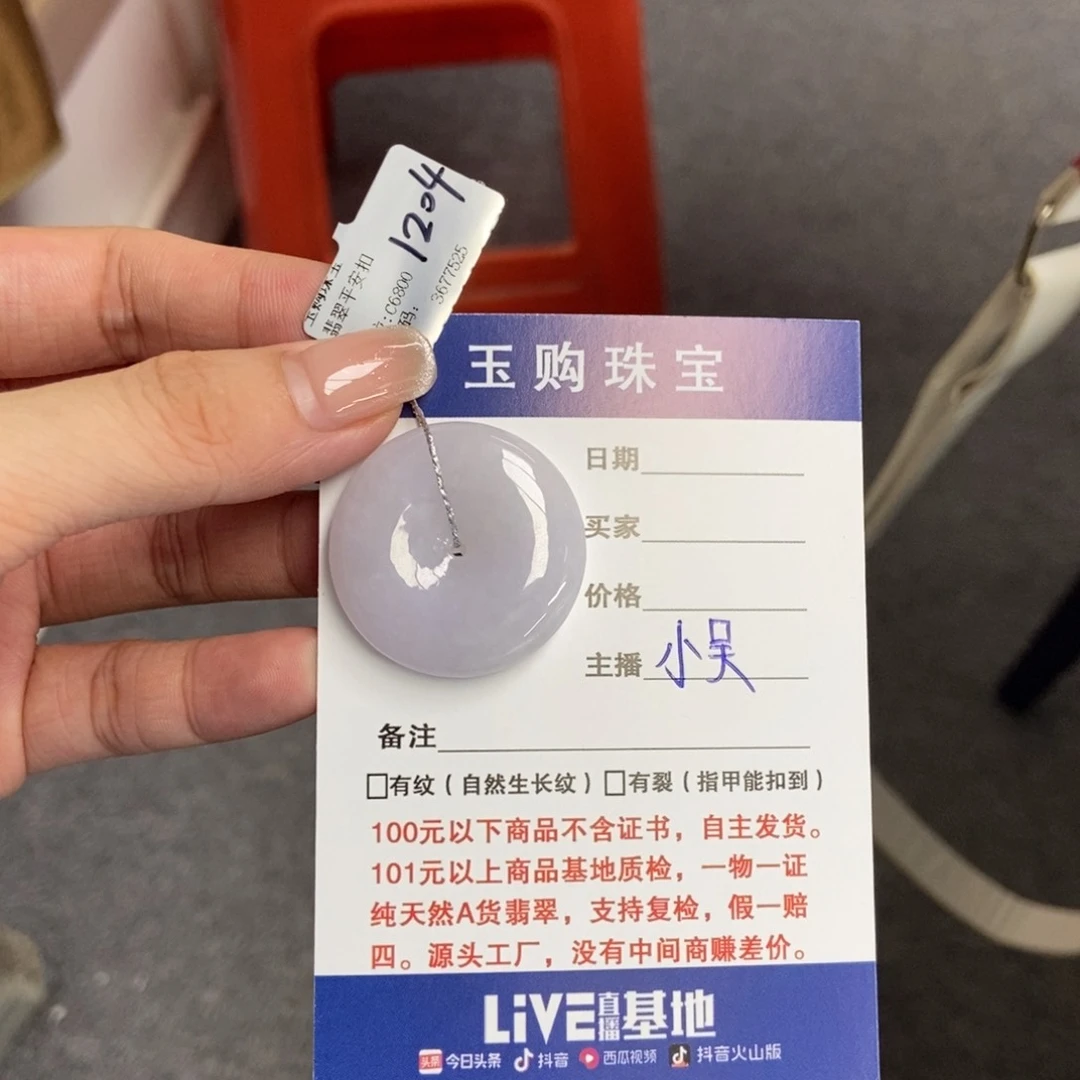 1204
翡翠平安扣
:C6800
码:
3677525
玉购珠宝
日期
买家
价格
主播 小吴
备注
有纹(自然生长纹) 有裂(指甲能扣到)
100元以下商品不含证书，自主发货。
101元以上商品基地质检，一物一证
纯天然A货翡翠，支持复检，假一赔
四。源头工厂，没有中间商赚差价。
LiVE直播基地
头条 今日头条 抖音 西瓜视频 抖音火山版